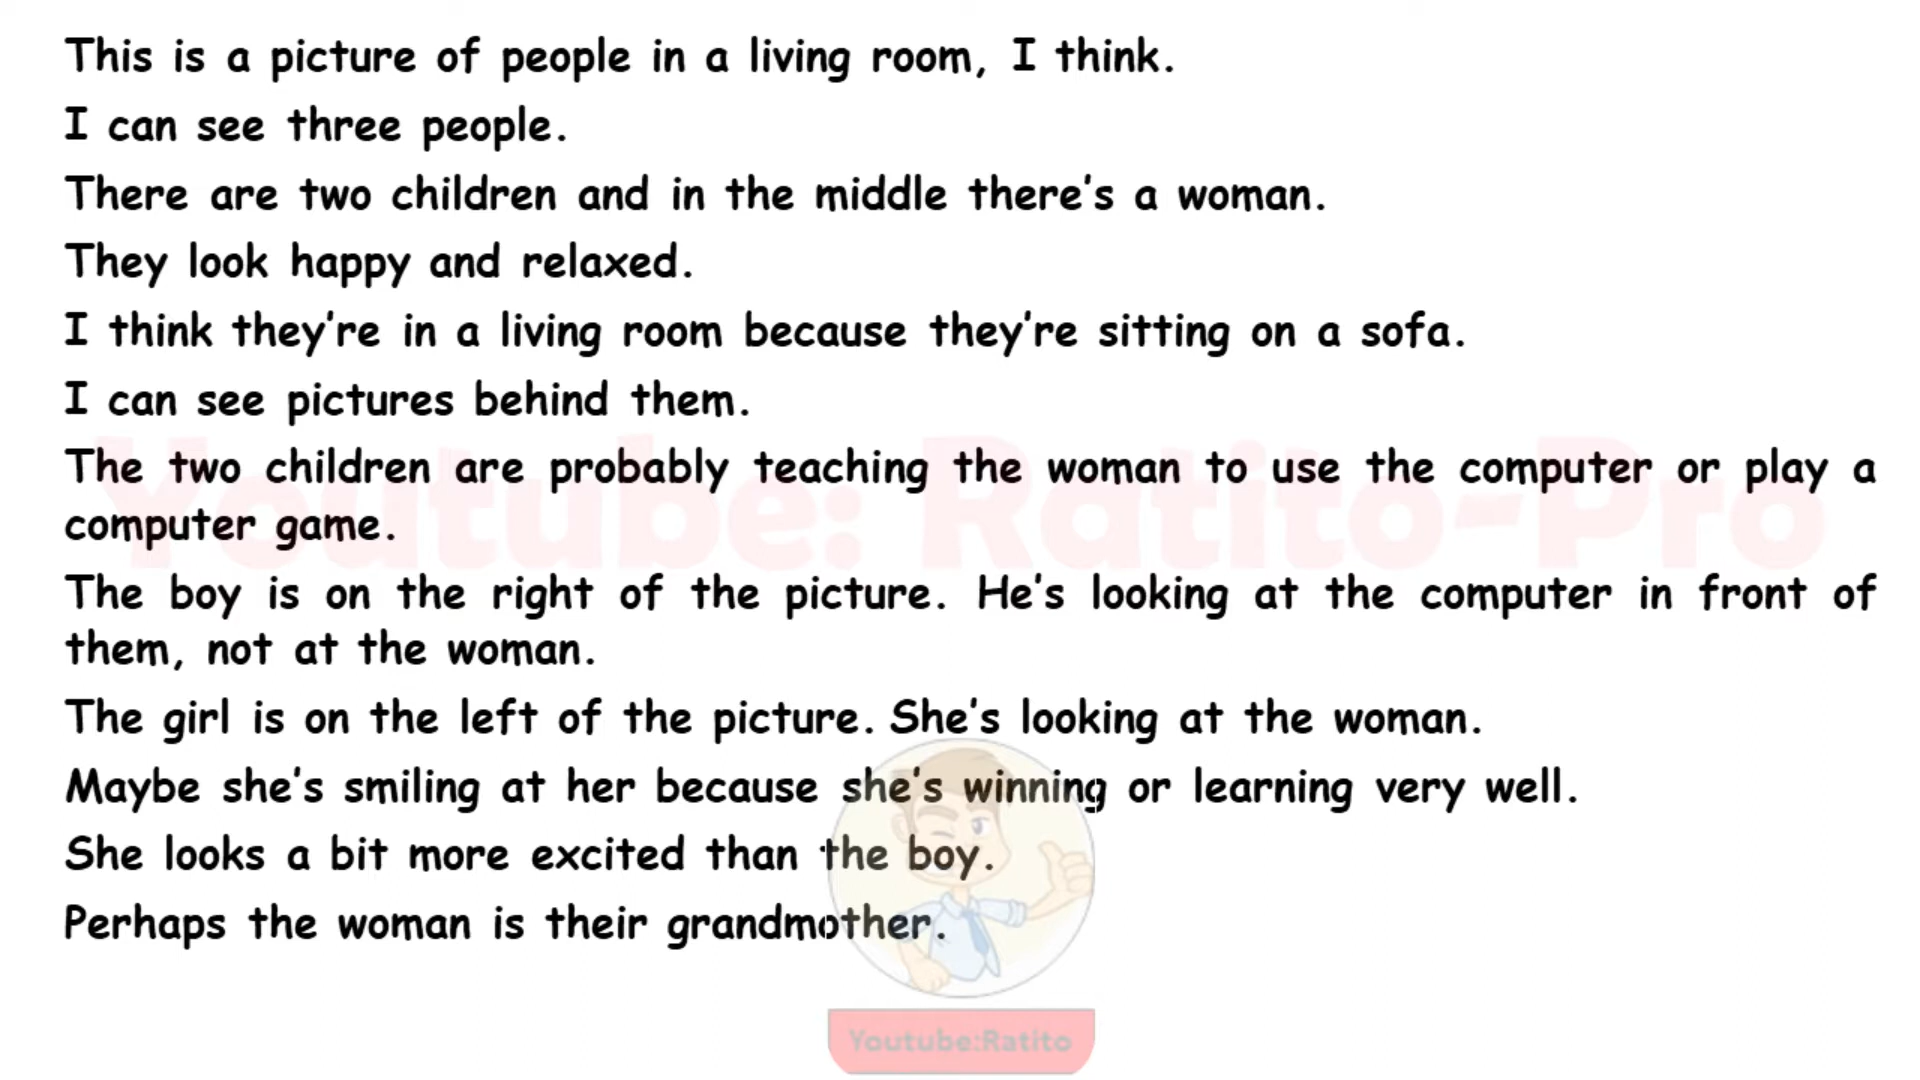 This is a picture of people in a living room, I think.
I can see three people.
There are two children and in the middle there's a woman.
They look happy and relaxed.
I think they're in a living room because they're sitting on a sofa.
I can see pictures behind them.
The two children are probably teaching the woman to use the computer or play a
computer game.
Youtube: Ratito-Pro
The boy is on the right of the picture. He's looking at the computer in front of
them, not at the woman.
The girl is on the left of the picture. She's looking at the woman.
Maybe she's smiling at her because she's winning or learning very well.
She looks a bit more excited than the boy.
Perhaps the woman is their grandmother.
Youtube:Ratito